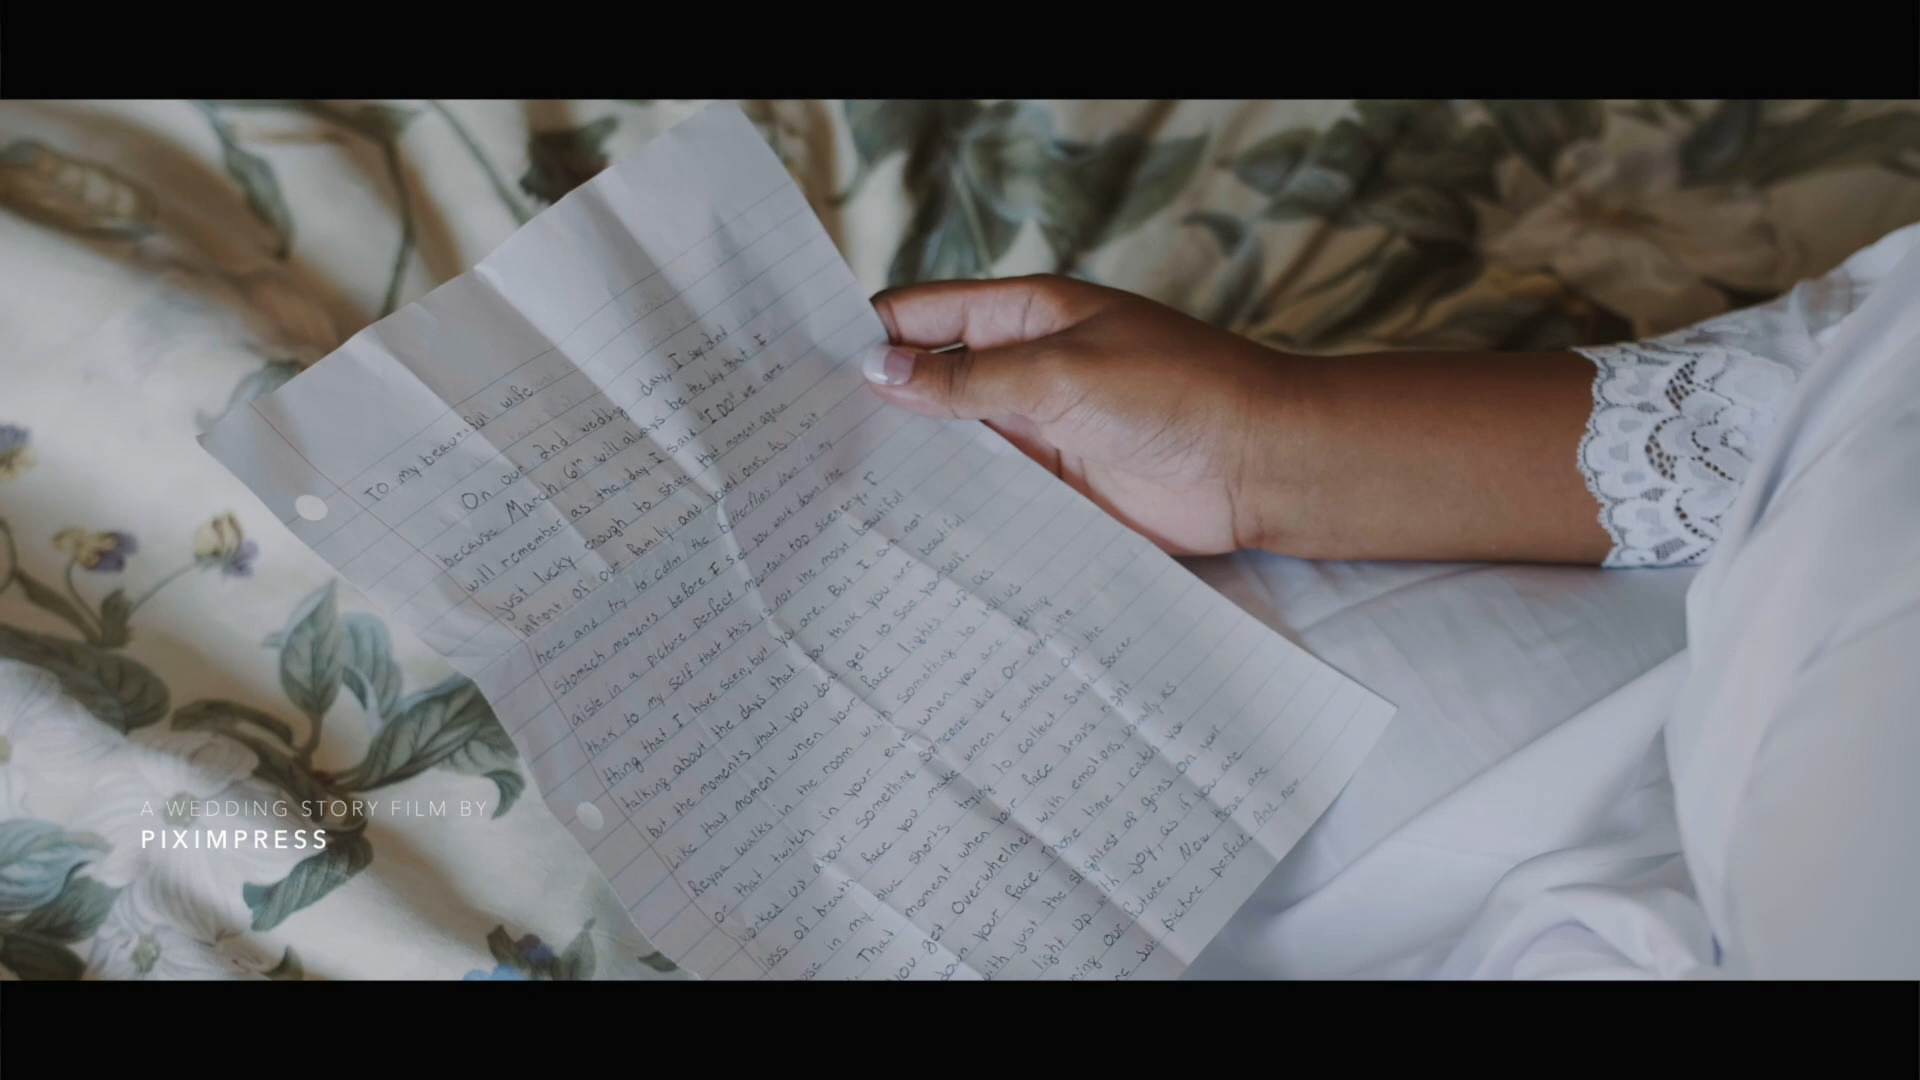 To my beautiful wife
On our 2nd wedding day, I say 2nd
because March 6th will always be the day that I
will remember as the day I said "I DO" we are
just lucky enough to share that moment again
infront of our family and loved ones. As I sit
here and try to calm the butterflies down in my
stomach moments before I see you walk down the
aisle in a picture perfect mountain top scenery, I
think to my self that this is not the most beautiful
thing that I have seen, but you are. But I am not
talking about the days that you think you are beautiful
but the moments that you dont get to see yourself.
Like that moment when your face lights up as
Reyna walks in the room with something to tell us
or that twitch in your eye when you are getting
worked up about something someone did. Or even the
loss of breath face you make when I walked out the
in my blue shorts trying to collect sand soccer
That moment when your face draws right
you get overwhelmed with emotions, usually as
down your face. Those time I catch you
with just the slightest of grins on your
light up with joy, as if you are
our future. Now those are
just picture perfect. And now
A WEDDING STORY FILM BY
PIXIMPRESS